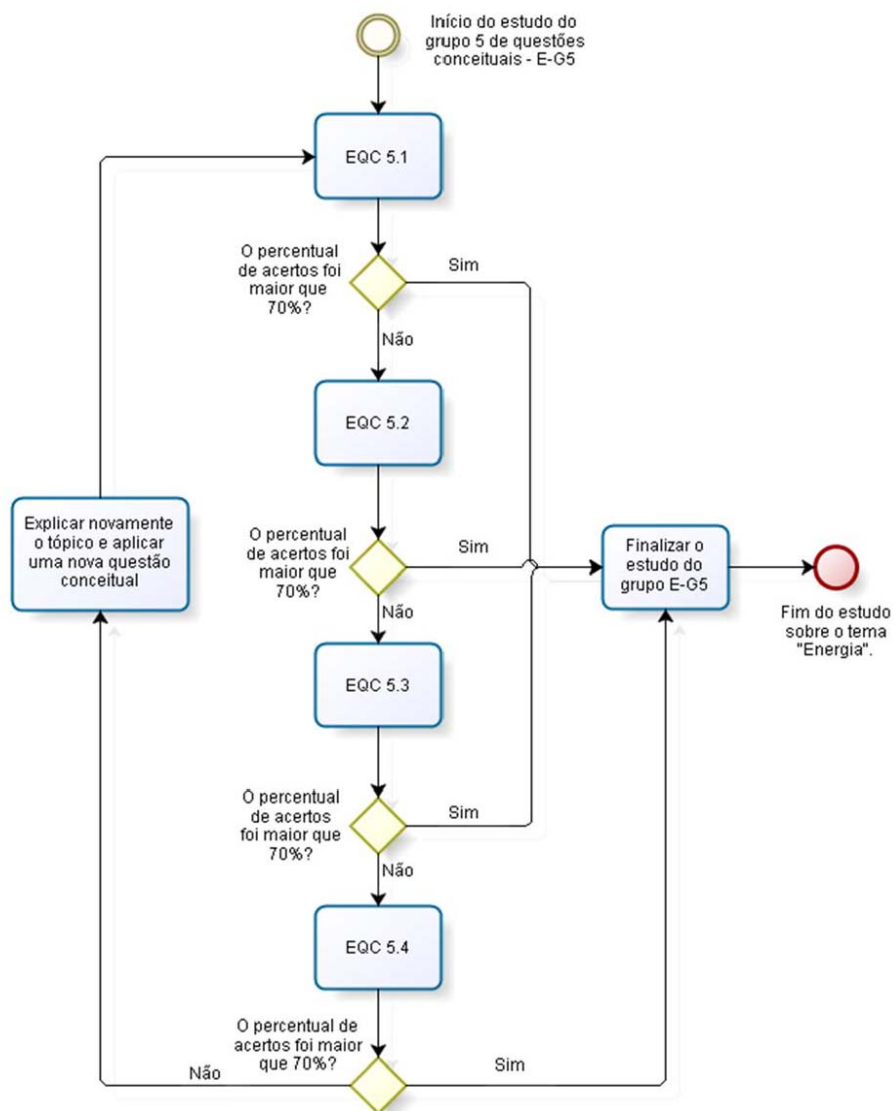 Início do estudo do
grupo 5 de questões
conceituais - E-G5
EQC 5.1
O percentual
de acertos foi
maior que
70%?
Sim
Não
EQC 5.2
Explicar novamente
o tópico e aplicar
uma nova questão
conceitual
O percentual
de acertos foi
maior que
70%?
Sim
Não
Finalizar o
estudo do
grupo E-G5
Fim do estudo
sobre o tema
"Energia".
EQC 5.3
O percentual
de acertos
foi maior que
70%?
Sim
Não
EQC 5.4
O percentual de
acertos foi maior
que 70%?
Não
Sim